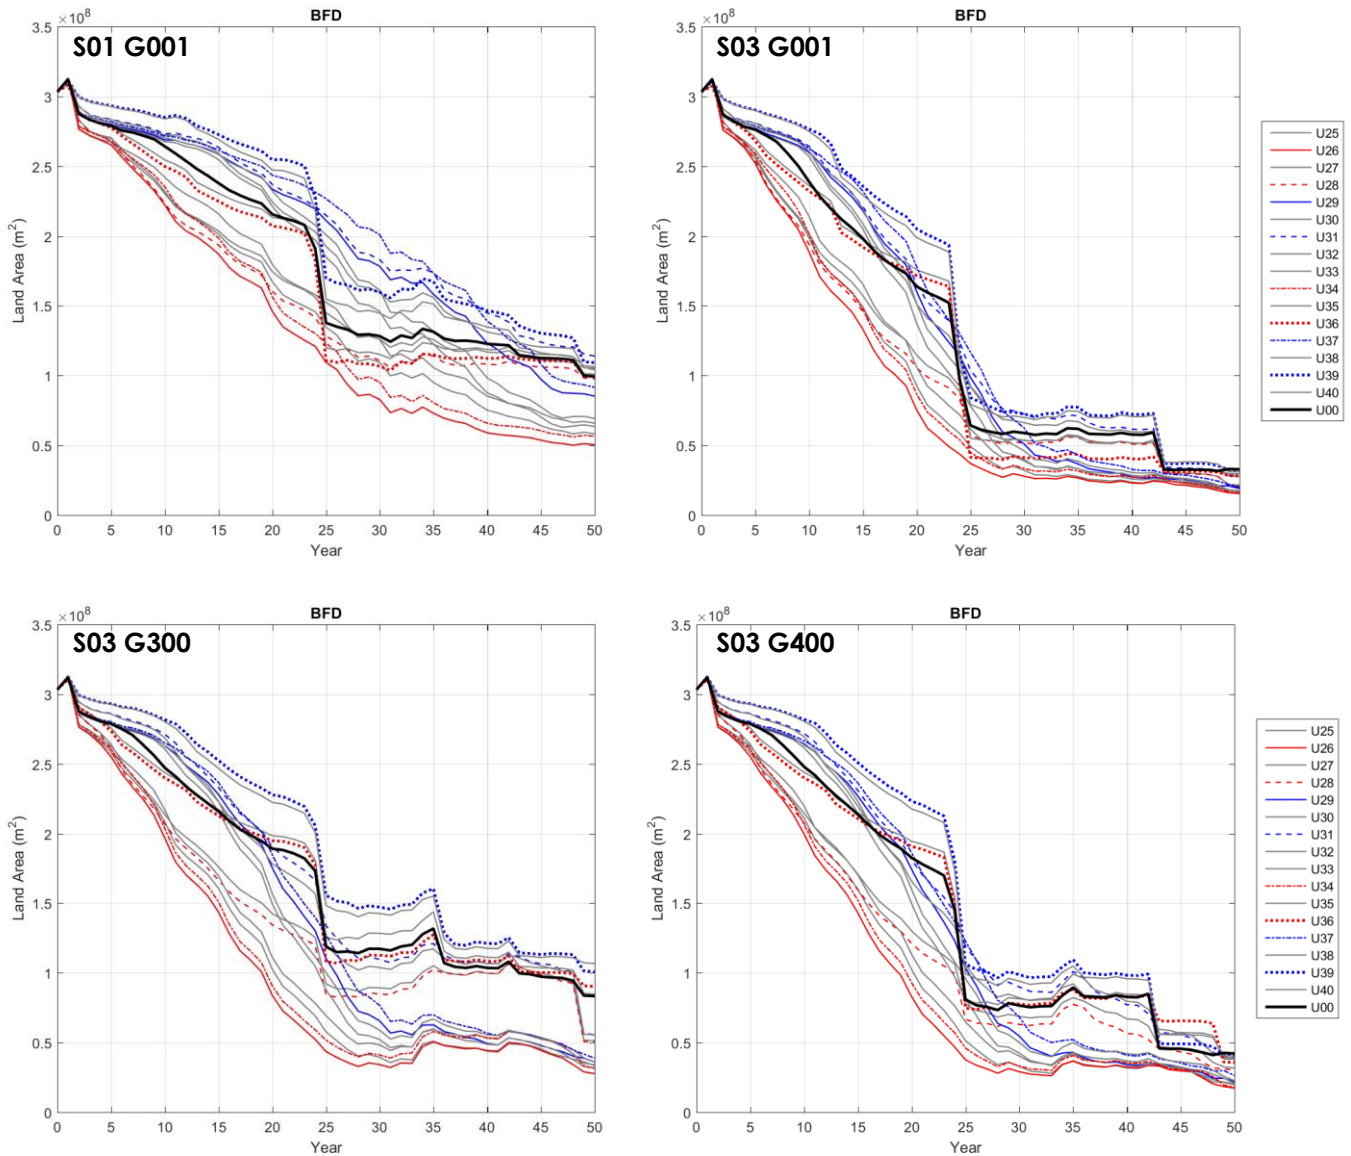 BFD
×10⁸
S01 G001
3.5
3
2.5
2
1.5
1
0.5
0
Land Area (m²)
0 5 10 15 20 25 30 35 40 45 50
Year
BFD
×10⁸
S03 G001
3.5
3
2.5
2
1.5
1
0.5
0
Land Area (m²)
0 5 10 15 20 25 30 35 40 45 50
Year
U25
U26
U27
U28
U29
U30
U31
U32
U33
U34
U35
U36
U37
U38
U39
U40
U00
BFD
×10⁸
S03 G300
3.5
3
2.5
2
1.5
1
0.5
0
Land Area (m²)
0 5 10 15 20 25 30 35 40 45 50
Year
BFD
×10⁸
S03 G400
3.5
3
2.5
2
1.5
1
0.5
0
Land Area (m²)
0 5 10 15 20 25 30 35 40 45 50
Year
U25
U26
U27
U28
U29
U30
U31
U32
U33
U34
U35
U36
U37
U38
U39
U40
U00